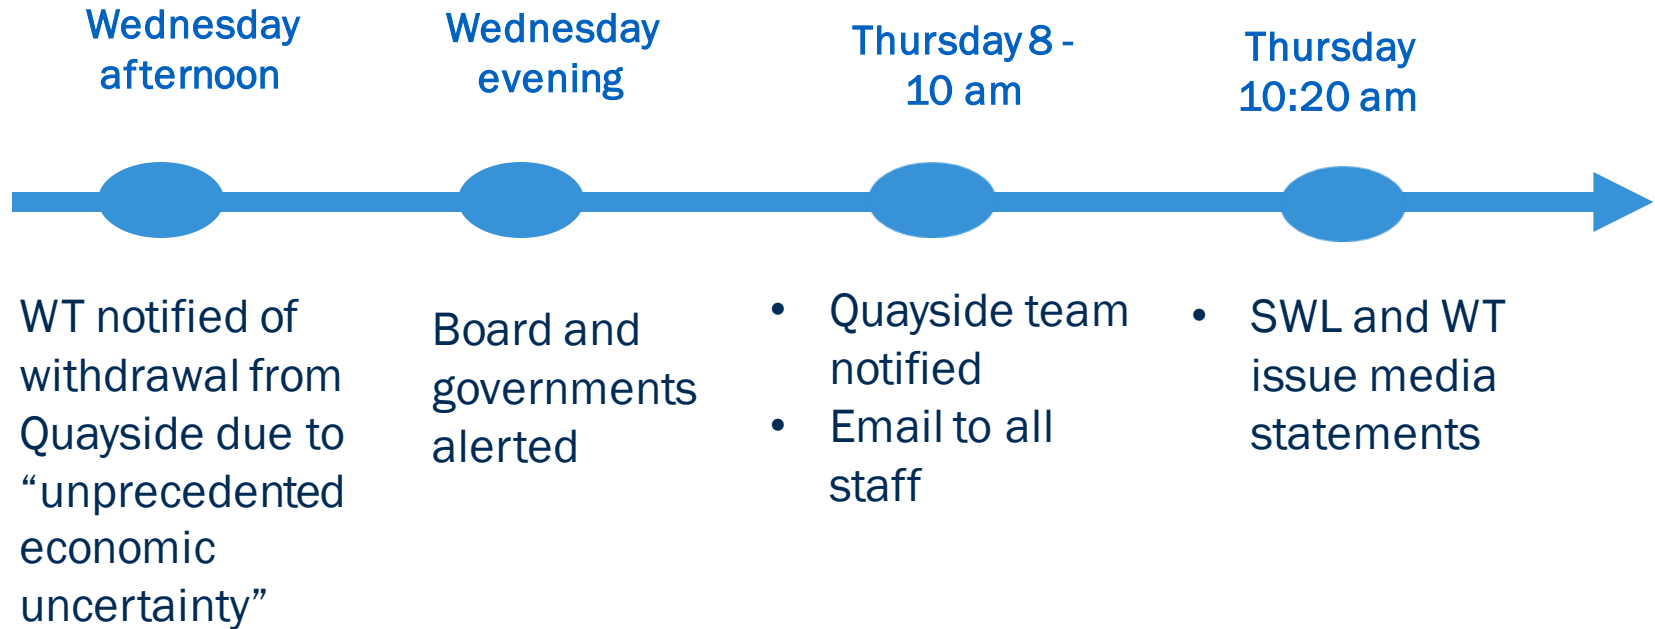 Wednesday
afternoon
Wednesday
evening
Thursday 8 -
10 am
Thursday
10:20 am
WT notified of
withdrawal from
Quayside due to
“unprecedented
economic
uncertainty”
Board and
governments
alerted
• Quayside team
notified
• Email to all
staff
• SWL and WT
issue media
statements